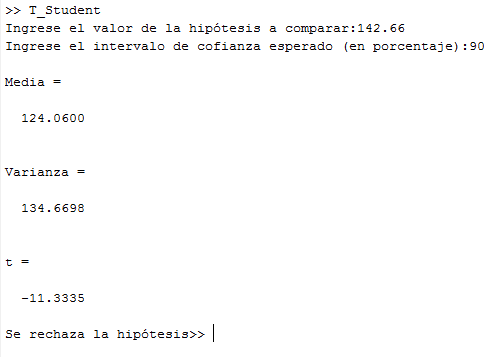 >> T_Student
Ingrese el valor de la hipótesis a comparar:142.66
Ingrese el intervalo de cofianza esperado (en porcentaje):90
Media =
124.0600
Varianza =
134.6698
t =
-11.3335
Se rechaza la hipótesis>>